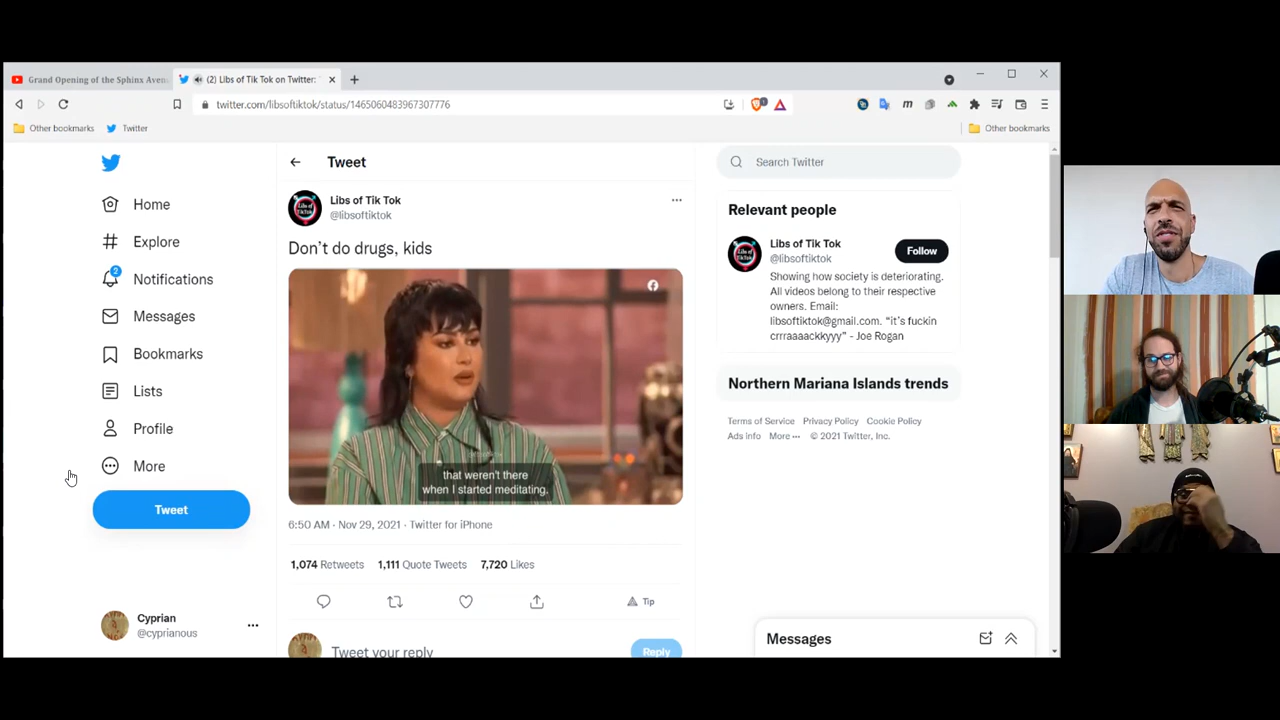 Grand Opening of the Sphinx Aven
(2) Libs of Tik Tok on Twitter:
twitter.com/libsoftiktok/status/1465060483967307776
Other bookmarks
Twitter
Other bookmarks
Home
Explore
2
Notifications
Messages
Bookmarks
Lists
Profile
More
Tweet
Cyprian
@cyprianous
Tweet
Libs of Tik Tok
@libsoftiktok
Don't do drugs, kids
that weren't there
when I started meditating.
6:50 AM · Nov 29, 2021 · Twitter for iPhone
1,074 Retweets 1,111 Quote Tweets 7,720 Likes
Tip
Tweet your reply
Reply
Search Twitter
Relevant people
Libs of Tik Tok
@libsoftiktok
Follow
Showing how society is deteriorating.
All videos belong to their respective
owners. Email:
libsoftiktok@gmail.com. “it’s fuckin
crrraaaackkyyy” - Joe Rogan
Northern Mariana Islands trends
Terms of Service Privacy Policy Cookie Policy
Ads info More ··· © 2021 Twitter, Inc.
Messages